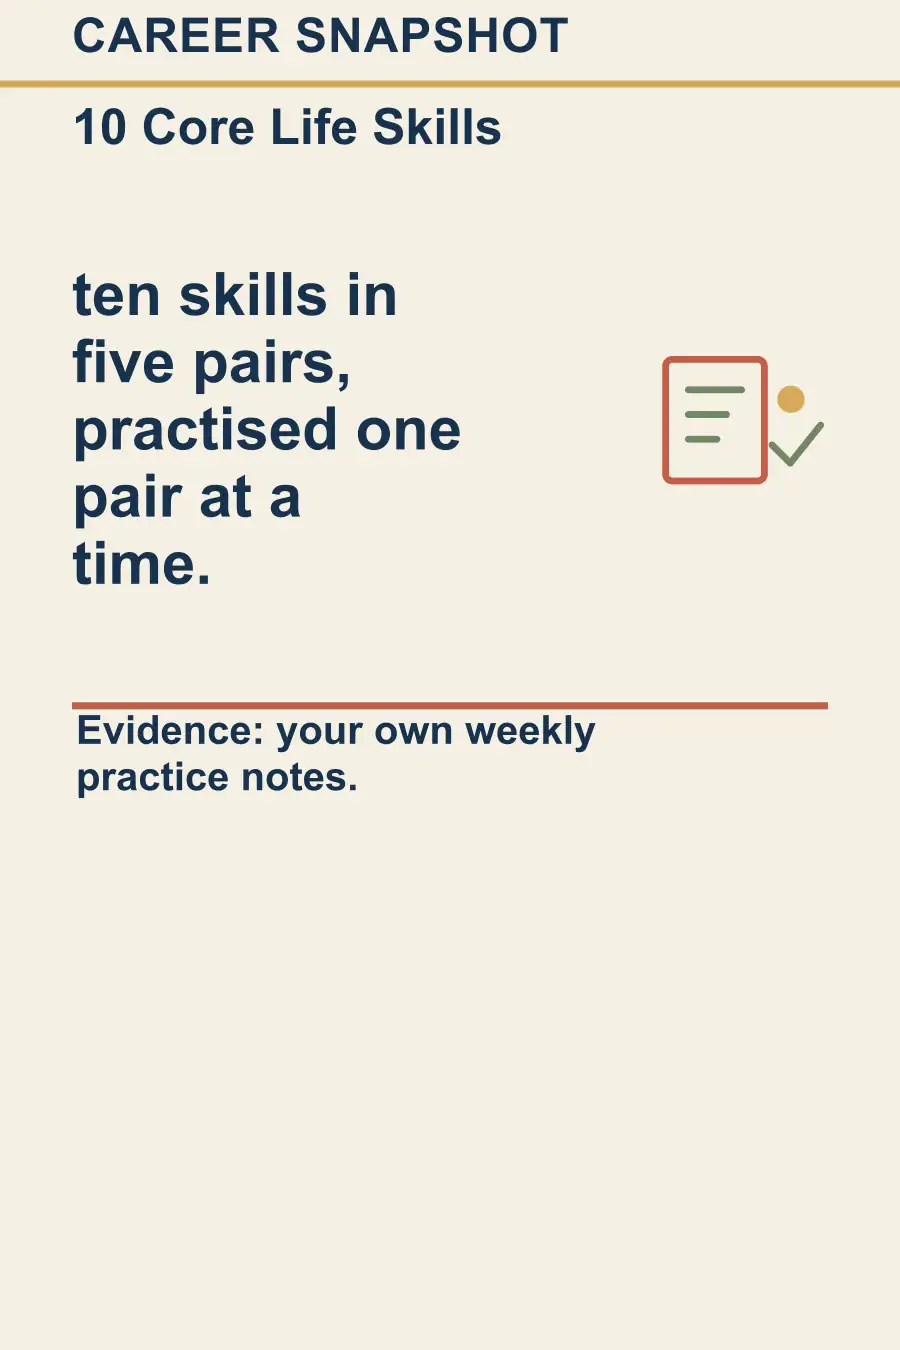 CAREER SNAPSHOT
10 Core Life Skills
ten skills in
five pairs,
practised one
pair at a
time.
Evidence: your own weekly
practice notes.